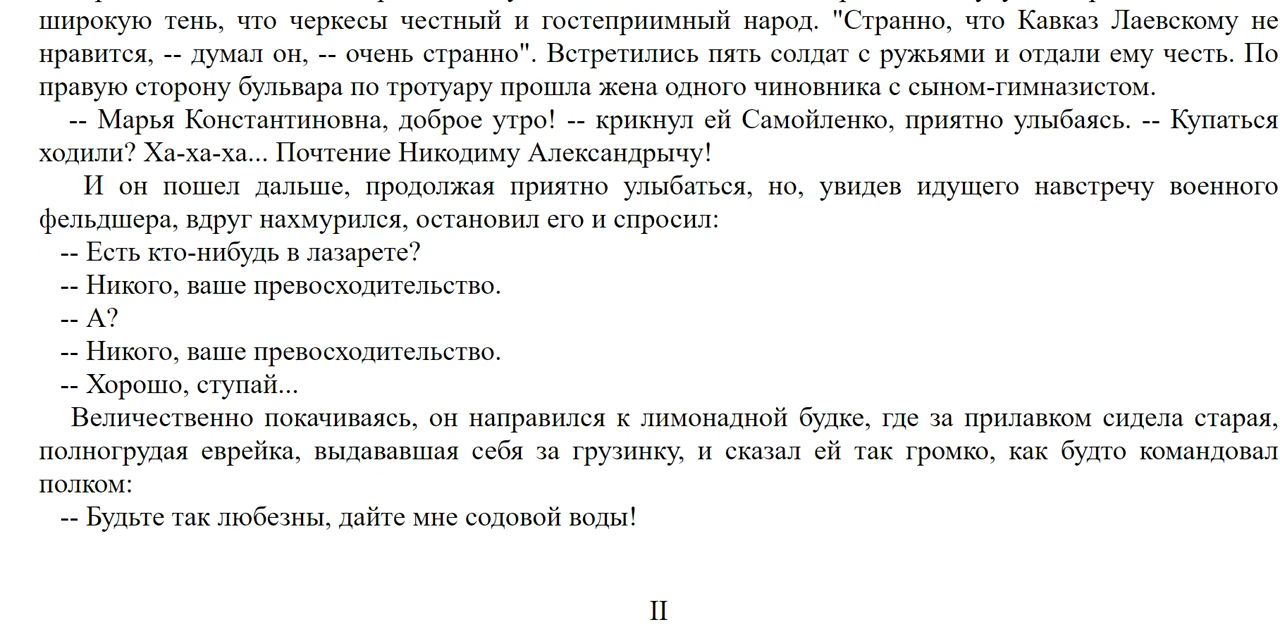 широкую тень, что черкесы честный и гостеприимный народ. "Странно, что Кавказ Лаевскому не
нравится, -- думал он, -- очень странно". Встретились пять солдат с ружьями и отдали ему честь. По
правую сторону бульвара по тротуару прошла жена одного чиновника с сыном-гимназистом.
-- Марья Константиновна, доброе утро! -- крикнул ей Самойленко, приятно улыбаясь. -- Купаться
ходили? Ха-ха-ха... Почтение Никодиму Александрычу!
И он пошел дальше, продолжая приятно улыбаться, но, увидев идущего навстречу военного
фельдшера, вдруг нахмурился, остановил его и спросил:
-- Есть кто-нибудь в лазарете?
-- Никого, ваше превосходительство.
-- А?
-- Никого, ваше превосходительство.
-- Хорошо, ступай...
Величественно покачиваясь, он направился к лимонадной будке, где за прилавком сидела старая,
полногрудая еврейка, выдававшая себя за грузинку, и сказал ей так громко, как будто командовал
полком:
-- Будьте так любезны, дайте мне содовой воды!
II